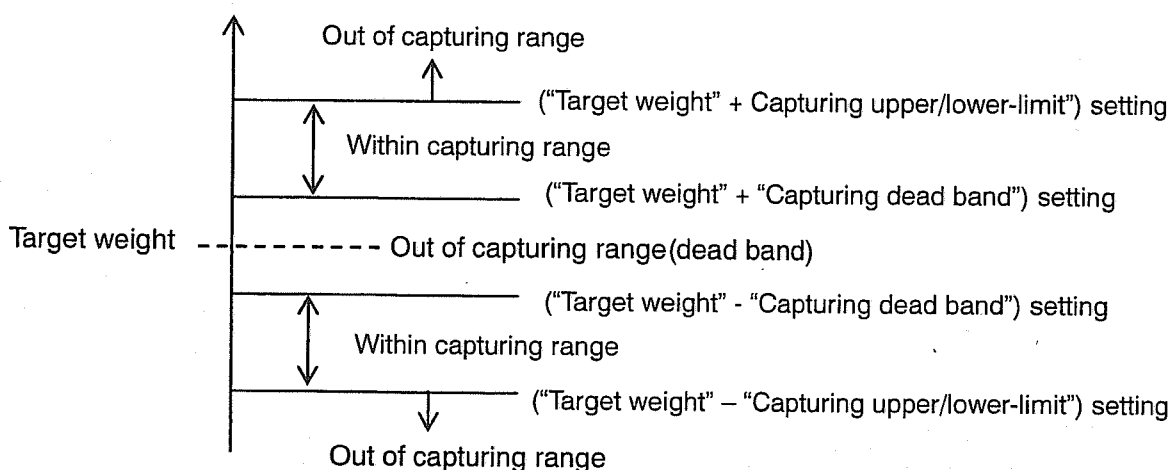 Out of capturing range
(“Target weight” + Capturing upper/lower-limit”) setting
Within capturing range
(“Target weight” + “Capturing dead band”) setting
Target weight
Out of capturing range(dead band)
(“Target weight” - “Capturing dead band”) setting
Within capturing range
(“Target weight” – “Capturing upper/lower-limit”) setting
Out of capturing range